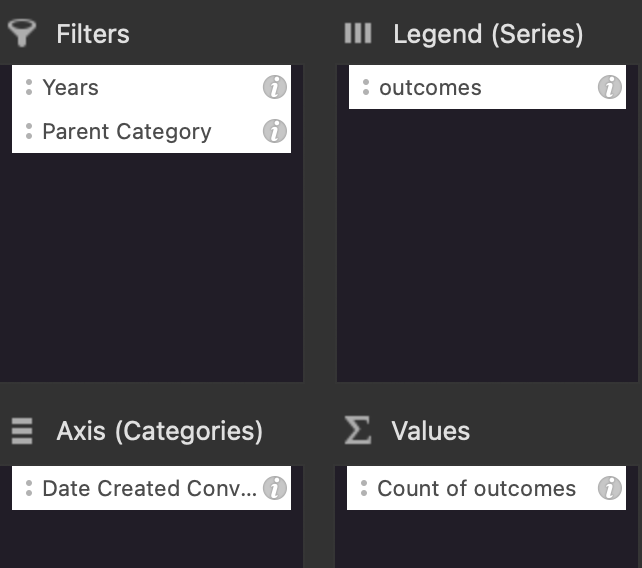 Filters
Years
Parent Category
Legend (Series)
outcomes
Axis (Categories)
Date Created Conv...
Values
Count of outcomes